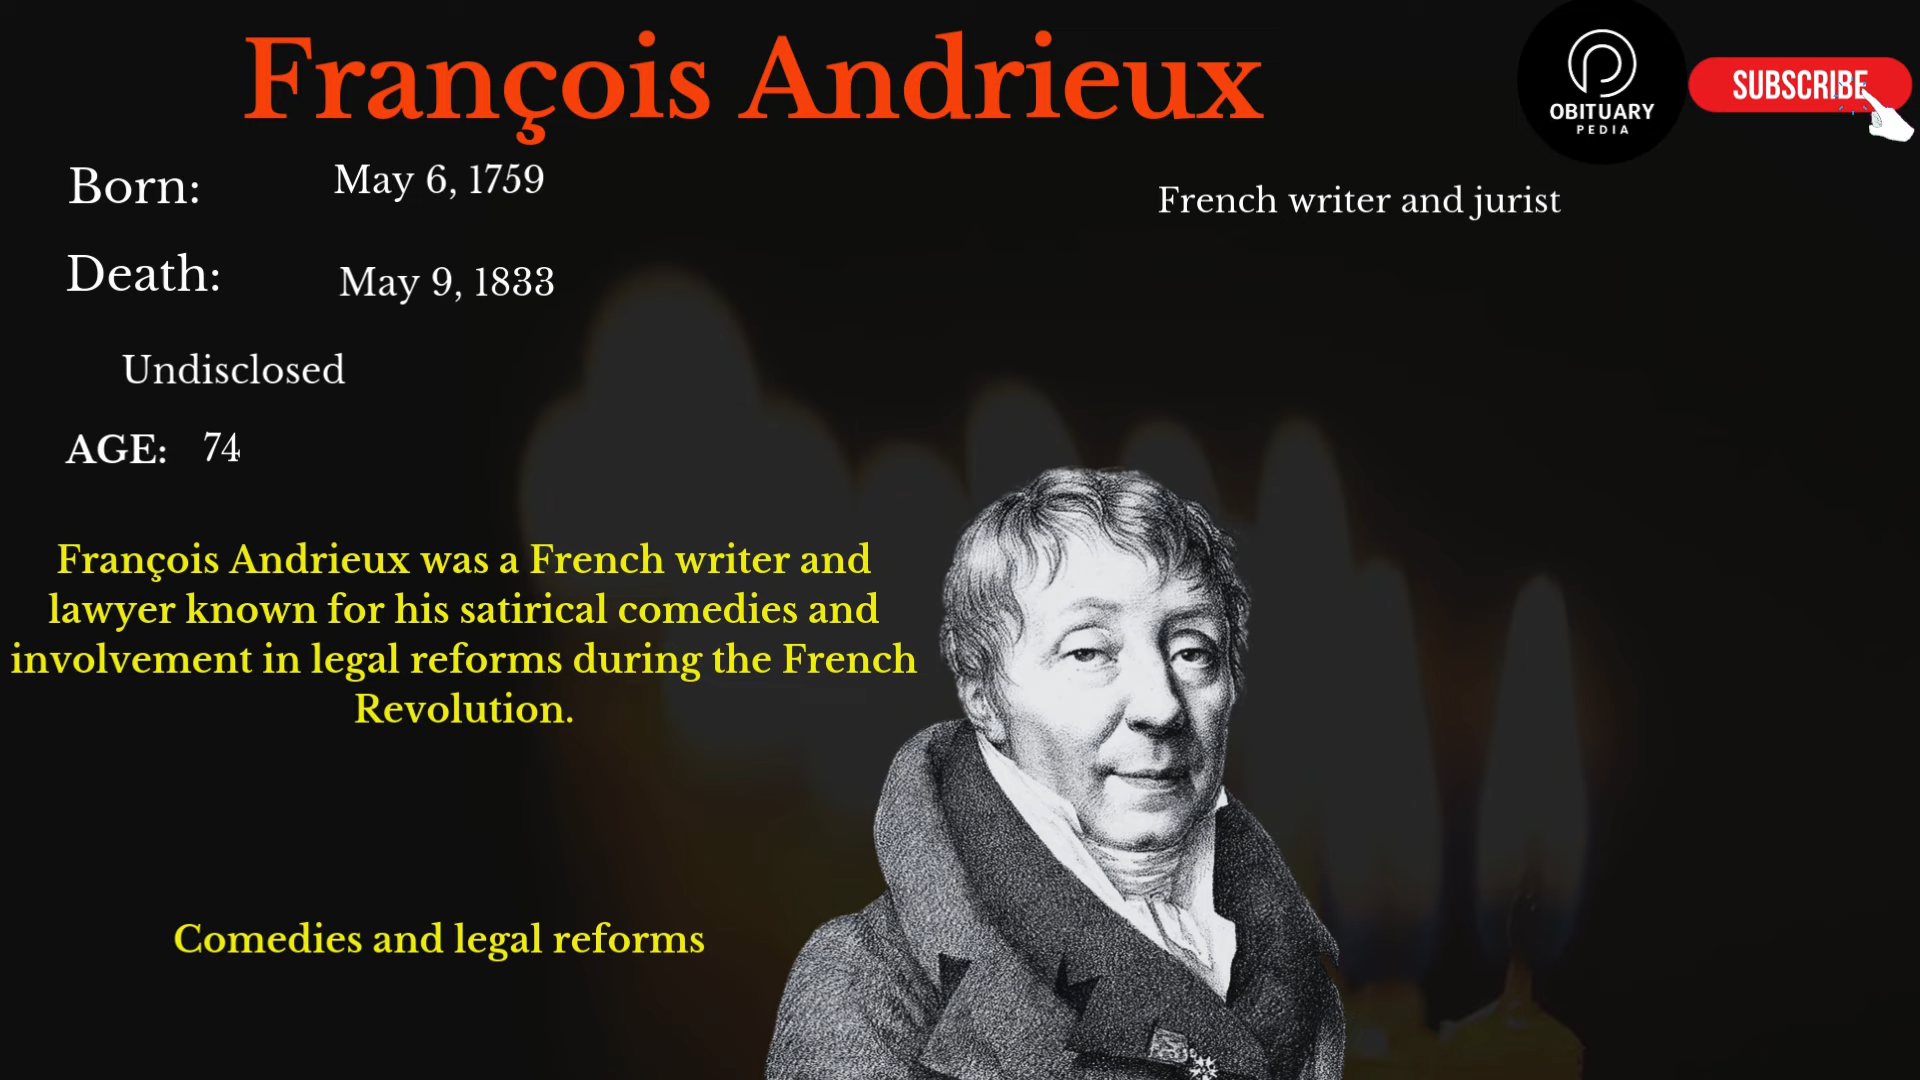 François Andrieux
OBITUARY
PEDIA
SUBSCRIBE
Born:
May 6, 1759
French writer and jurist
Death:
May 9, 1833
Undisclosed
AGE: 74
François Andrieux was a French writer and
lawyer known for his satirical comedies and
involvement in legal reforms during the French
Revolution.
Comedies and legal reforms